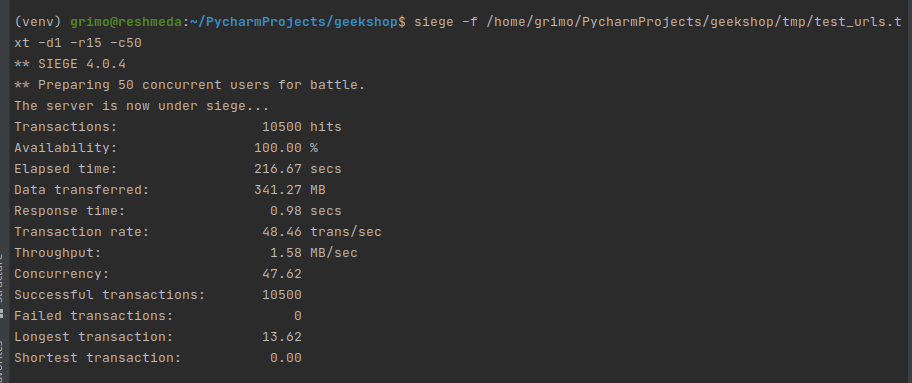 (venv) grimo@reshmeda:~/PycharmProjects/geekshop$ siege -f /home/grimo/PycharmProjects/geekshop/tmp/test_urls.t
xt -d1 -r15 -c50
** SIEGE 4.0.4
** Preparing 50 concurrent users for battle.
The server is now under siege...
Transactions: 10500 hits
Availability: 100.00 %
Elapsed time: 216.67 secs
Data transferred: 341.27 MB
Response time: 0.98 secs
Transaction rate: 48.46 trans/sec
Throughput: 1.58 MB/sec
Concurrency: 47.62
Successful transactions: 10500
Failed transactions: 0
Longest transaction: 13.62
Shortest transaction: 0.00